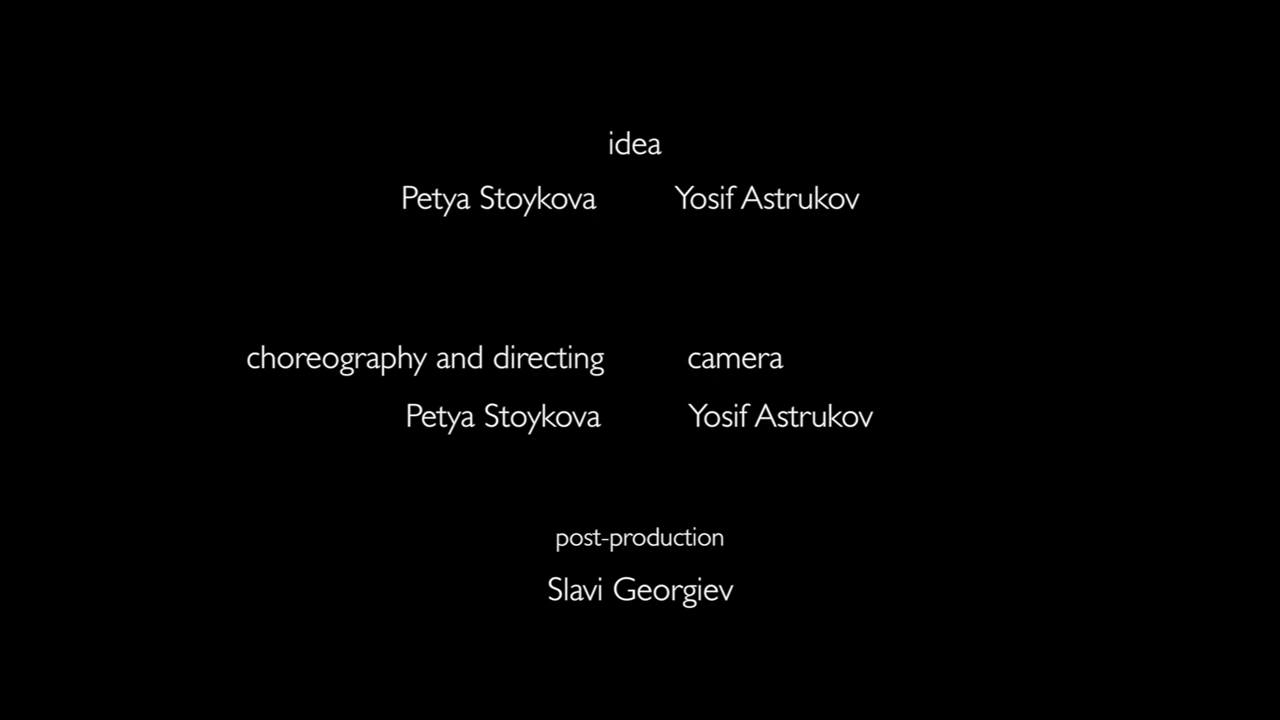 idea
Petya Stoykova Yosif Astrukov
choreography and directing camera
Petya Stoykova Yosif Astrukov
post-production
Slavi Georgiev